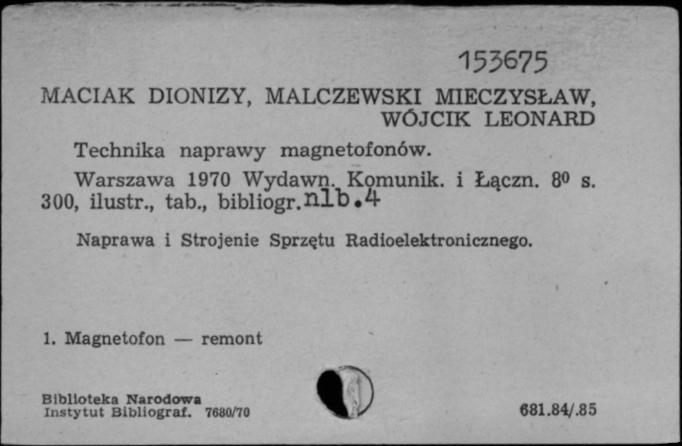 153675
MACIAK DIONIZY, MALCZEWSKI MIECZYSŁAW,
WÓJCIK LEONARD
Technika naprawy magnetofonów.
Warszawa 1970 Wydawn. Komunik. i Łączn. 8⁰ s.
300, ilustr., tab., bibliogr. nlb.4
Naprawa i Strojenie Sprzętu Radioelektronicznego.
1. Magnetofon — remont
Biblioteka Narodowa
Instytut Bibliograf. 7680/70
681.84/.85